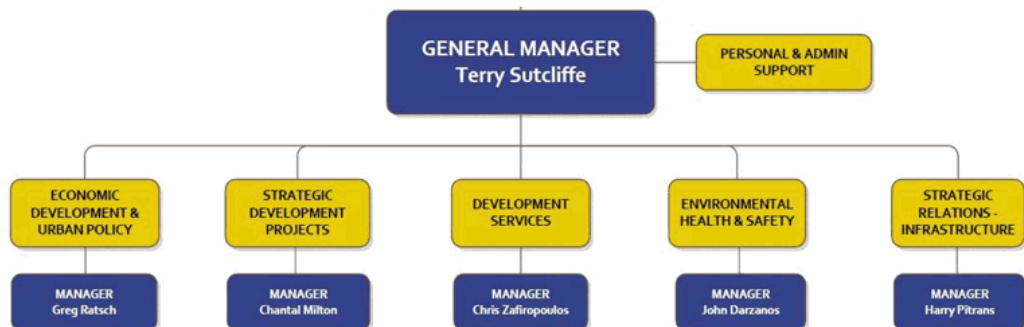 GENERAL MANAGER
Terry Sutcliffe
PERSONAL & ADMIN
SUPPORT
ECONOMIC
DEVELOPMENT &
URBAN POLICY
STRATEGIC
DEVELOPMENT
PROJECTS
DEVELOPMENT
SERVICES
ENVIRONMENTAL
HEALTH & SAFETY
STRATEGIC
RELATIONS -
INFRASTRUCTURE
MANAGER
Greg Ratsch
MANAGER
Chantal Milton
MANAGER
Chris Zafiropoulos
MANAGER
John Darzanos
MANAGER
Harry Pitrans